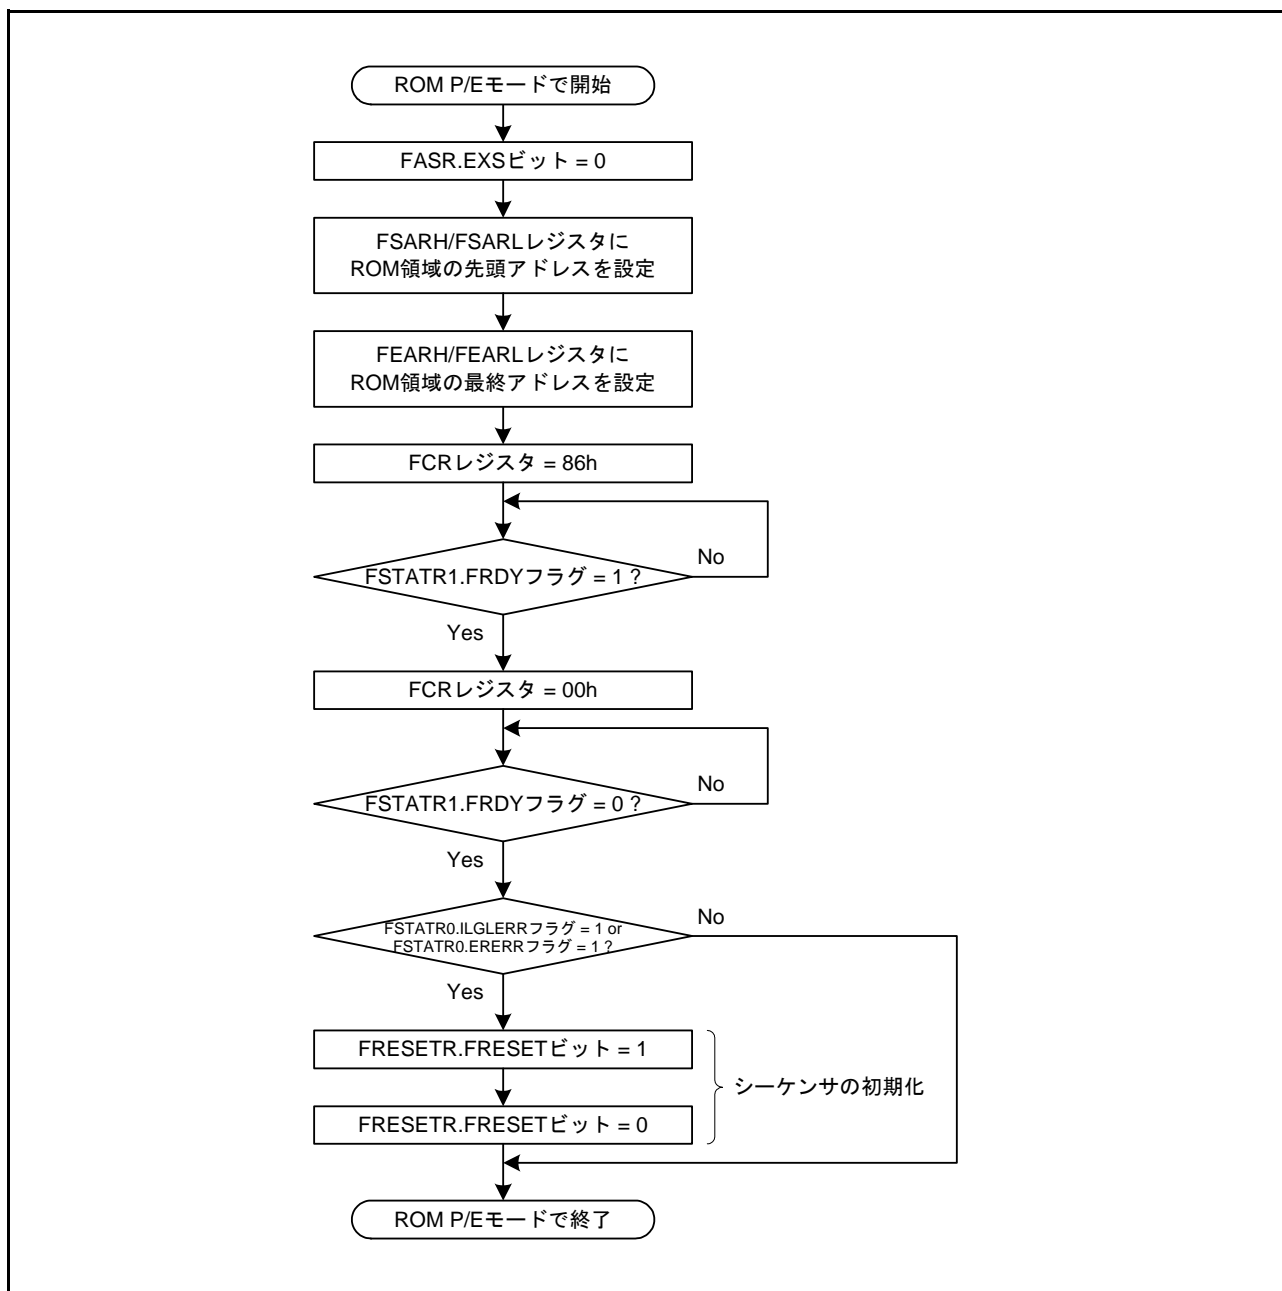 ROM P/Eモードで開始
FASR.EXSビット = 0
FSARH/FSARLレジスタに
ROM領域の先頭アドレスを設定
FEARH/FEARLレジスタに
ROM領域の最終アドレスを設定
FCRレジスタ = 86h
FSTATR1.FRDYフラグ = 1 ?
No
Yes
FCRレジスタ = 00h
FSTATR1.FRDYフラグ = 0 ?
No
Yes
FSTATR0.ILGLERRフラグ = 1 or
FSTATR0.ERERRフラグ = 1 ?
No
Yes
FRESETR.FRESETビット = 1
シーケンサの初期化
FRESETR.FRESETビット = 0
ROM P/Eモードで終了